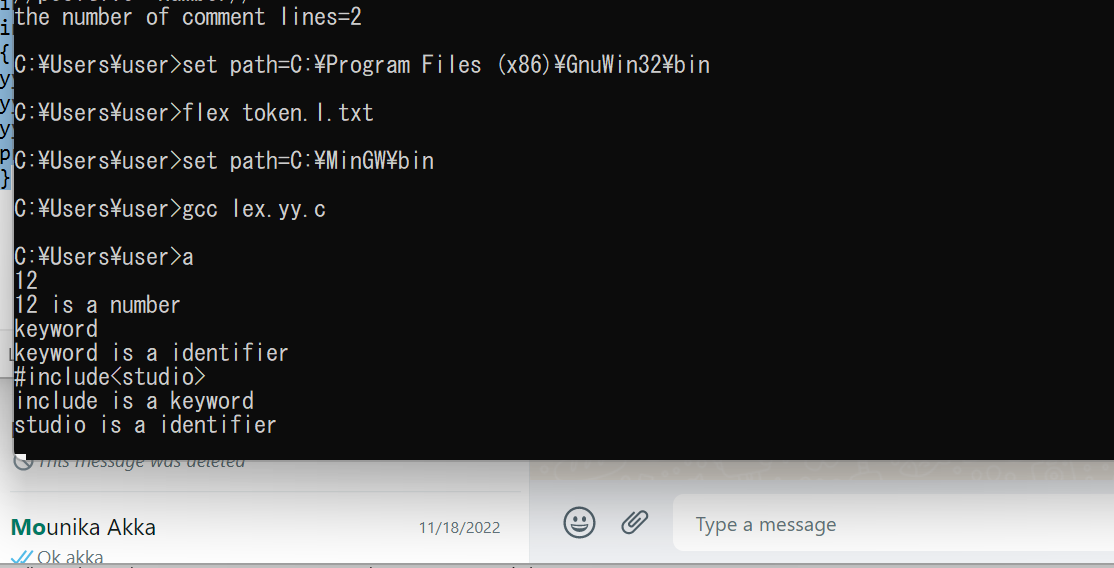 the number of comment lines=2
C:¥Users¥user>set path=C:¥Program Files (x86)¥GnuWin32¥bin
C:¥Users¥user>flex token.l.txt
C:¥Users¥user>set path=C:¥MinGW¥bin
C:¥Users¥user>gcc lex.yy.c
C:¥Users¥user>a
12
12 is a number
keyword
keyword is a identifier
#include<studio>
include is a keyword
studio is a identifier
This message was deleted
Mounika Akka
11/18/2022
Ok akka
Type a message